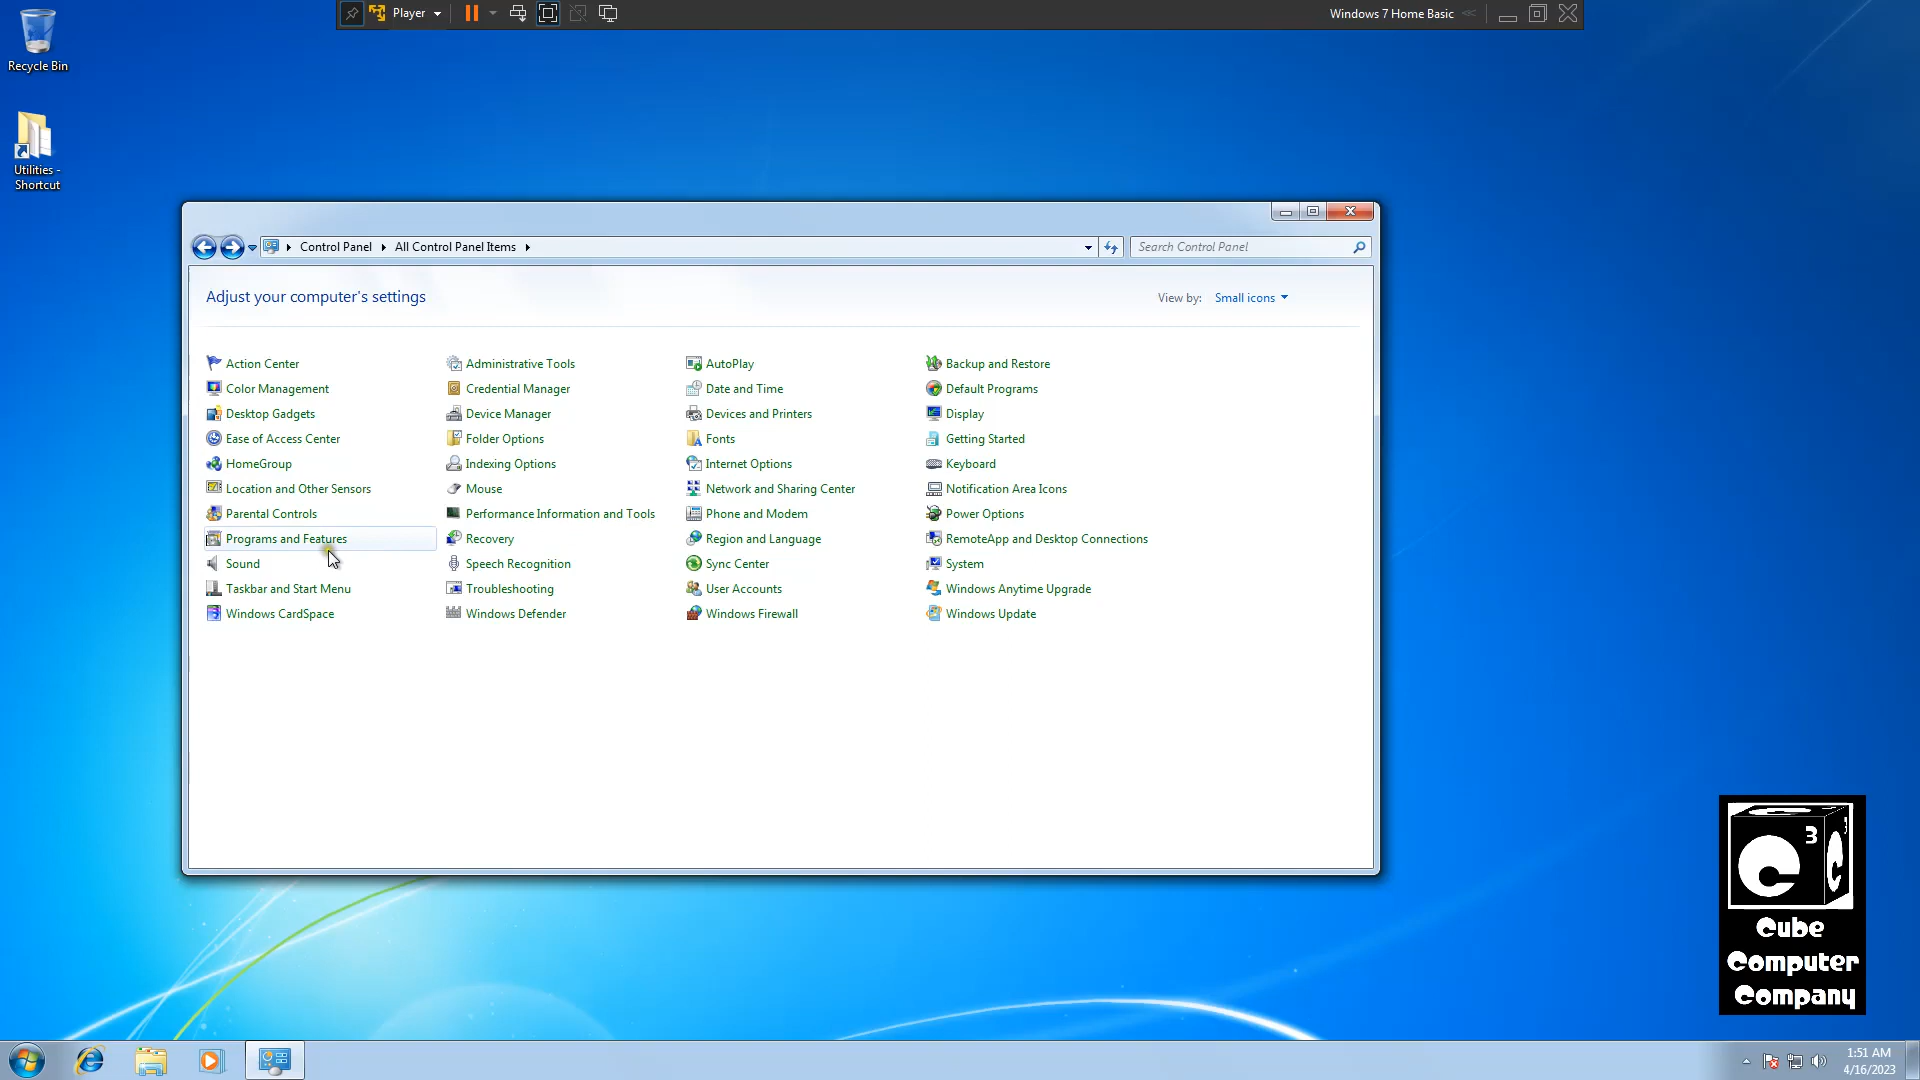 Player
Windows 7 Home Basic
Recycle Bin
Utilities -
Shortcut
Control Panel
All Control Panel Items
Search Control Panel
Adjust your computer's settings
View by: Small icons
Action Center
Administrative Tools
AutoPlay
Backup and Restore
Color Management
Credential Manager
Date and Time
Default Programs
Desktop Gadgets
Device Manager
Devices and Printers
Display
Ease of Access Center
Folder Options
Fonts
Getting Started
HomeGroup
Indexing Options
Internet Options
Keyboard
Location and Other Sensors
Mouse
Network and Sharing Center
Notification Area Icons
Parental Controls
Performance Information and Tools
Phone and Modem
Power Options
Programs and Features
Recovery
Region and Language
RemoteApp and Desktop Connections
Sound
Speech Recognition
Sync Center
System
Taskbar and Start Menu
Troubleshooting
User Accounts
Windows Anytime Upgrade
Windows CardSpace
Windows Defender
Windows Firewall
Windows Update
C 3 C 3
Cube
Computer
Company
1:51 AM
4/16/2023